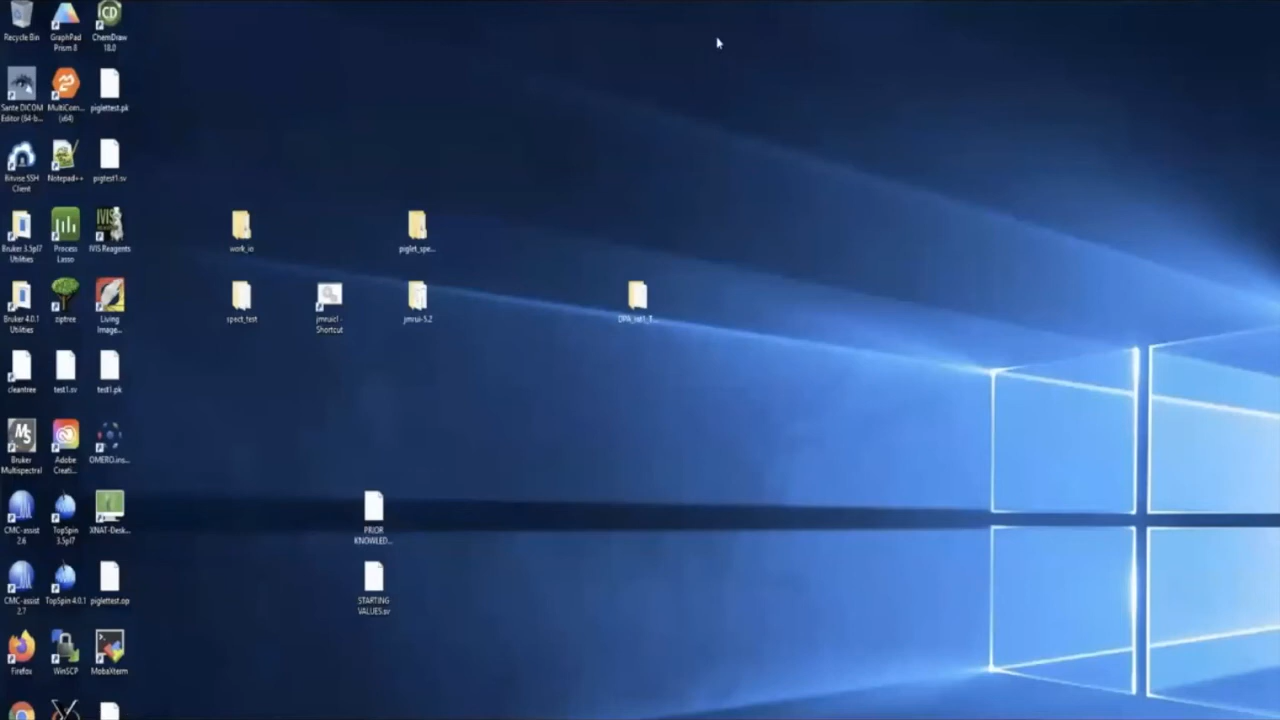 Recycle Bin
GraphPad
Prism 8
ChemDraw
18.0
Sante DICOM
Editor (64-b...
MultiCom...
(x64)
piglettest.pk
Bitvise SSH
Client
Notepad++
pigtest1.sv
Bruker 3.5pl7
Utilities
Process
Lasso
IVIS
IVIS Reagents
work_io
piglet_spe...
Bruker 4.0.1
Utilities
ziptree
Living
Image...
spect_test
jmruicl -
Shortcut
jmrui-5.2
cleantree
test1.sv
test1.pk
MS
Bruker
Multispectral
Adobe
Creati...
OMERO.ins...
CMC-assist
2.6
TopSpin
3.5pl7
XNAT-Desk...
PRIOR
KNOWLED...
CMC-assist
2.7
TopSpin 4.0.1
piglettest.op
STARTING
VALUES.sv
Firefox
WinSCP
MobaXterm